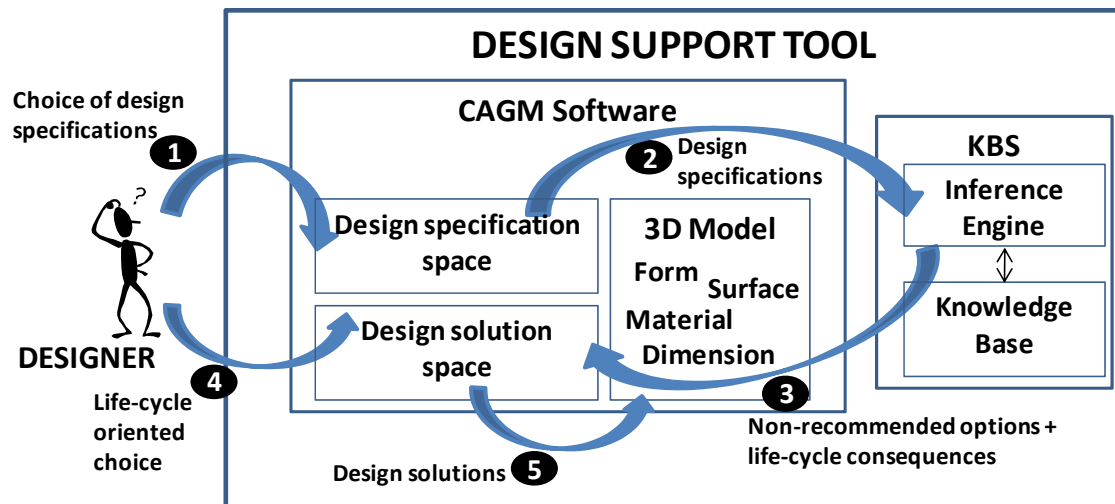 DESIGN SUPPORT TOOL
Choice of design
specifications
1
CAGM Software
2
Design
specifications
KBS
Inference
Engine
Knowledge
Base
?
DESIGNER
Design specification
space
3D Model
Form
Surface
Material
Dimension
Design solution
space
4
Life-cycle
oriented
choice
3
Non-recommended options +
life-cycle consequences
Design solutions
5